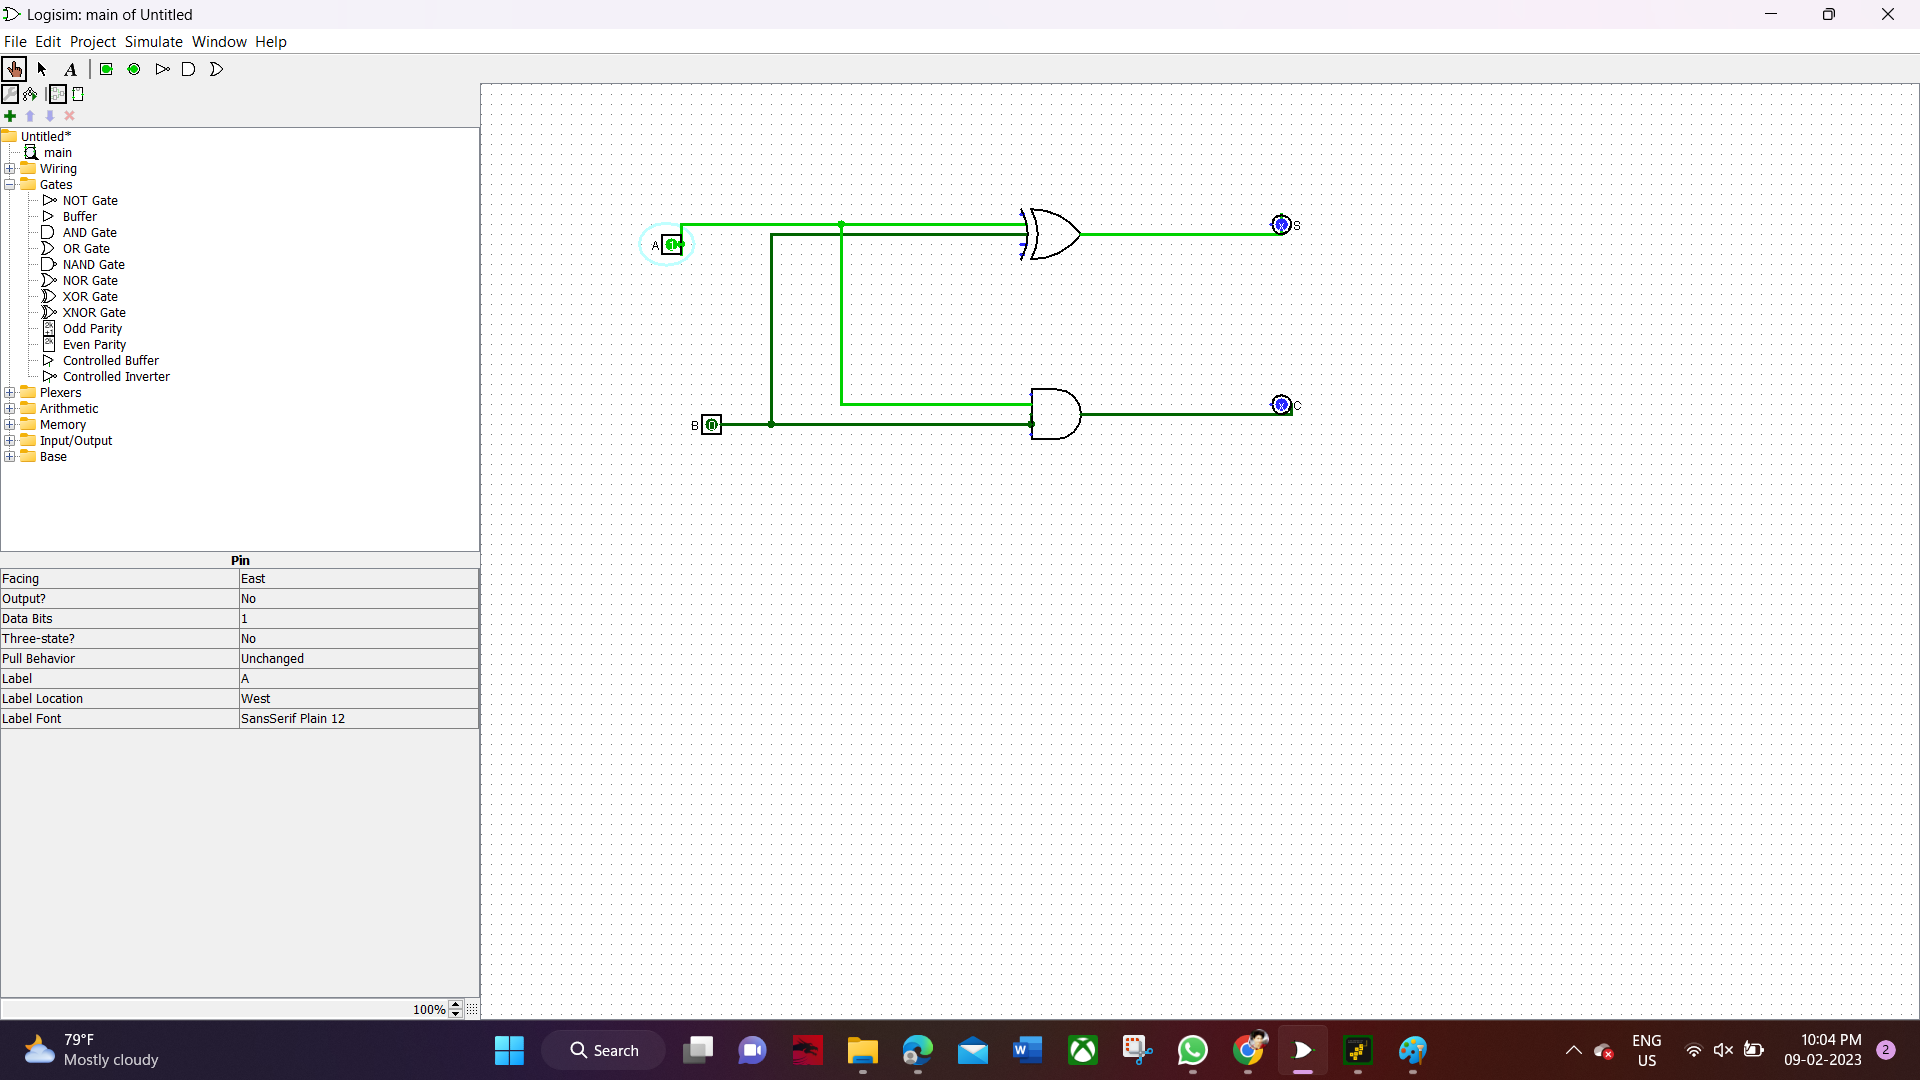 Logisim: main of Untitled
File Edit Project Simulate Window Help
A
Untitled*
main
Wiring
Gates
NOT Gate
Buffer
AND Gate
OR Gate
NAND Gate
NOR Gate
XOR Gate
XNOR Gate
Odd Parity
Even Parity
Controlled Buffer
Controlled Inverter
Plexers
Arithmetic
Memory
Input/Output
Base
Pin
Facing East
Output? No
Data Bits 1
Three-state? No
Pull Behavior Unchanged
Label A
Label Location West
Label Font SansSerif Plain 12
100%
A 1
S
B 0
C
79°F
Mostly cloudy
Search
W
ENG
US
10:04 PM
09-02-2023
2